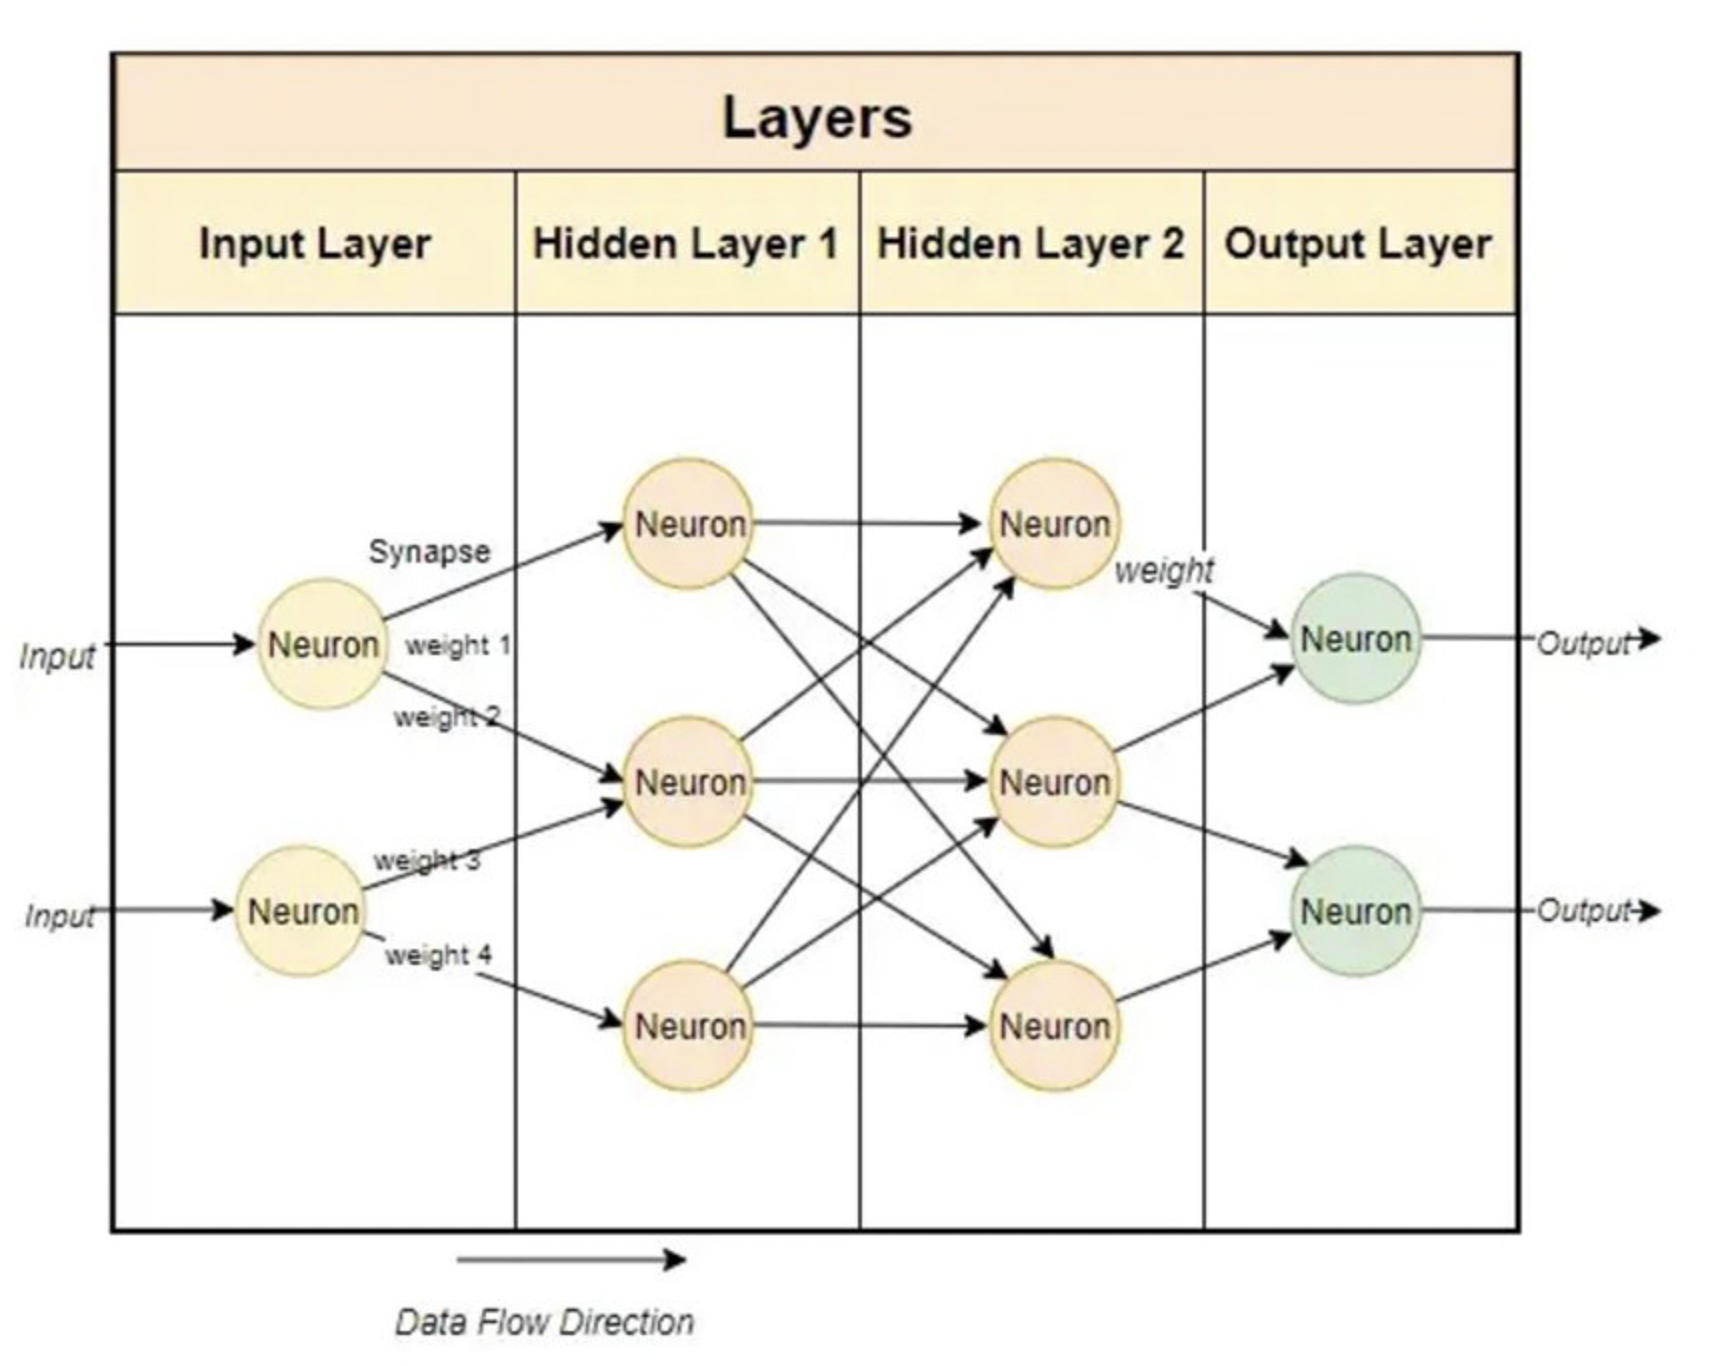 Layers
Input Layer
Hidden Layer 1
Hidden Layer 2
Output Layer
Neuron
Neuron
Synapse
weight
Neuron
Input
Neuron
weight 1
Output
weight 2
Neuron
Neuron
weight 3
Input
Neuron
Neuron
Output
weight 4
Neuron
Neuron
Data Flow Direction